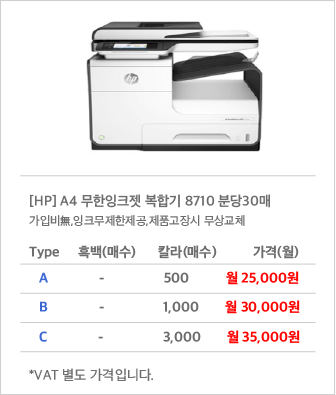 hp
[HP] A4 무한잉크젯 복합기 8710 분당30매
가입비無,잉크무제한제공,제품고장시 무상교체
Type 흑백(매수) 칼라(매수) 가격(월)
A - 500 월 25,000원
B - 1,000 월 30,000원
C - 3,000 월 35,000원
*VAT 별도 가격입니다.